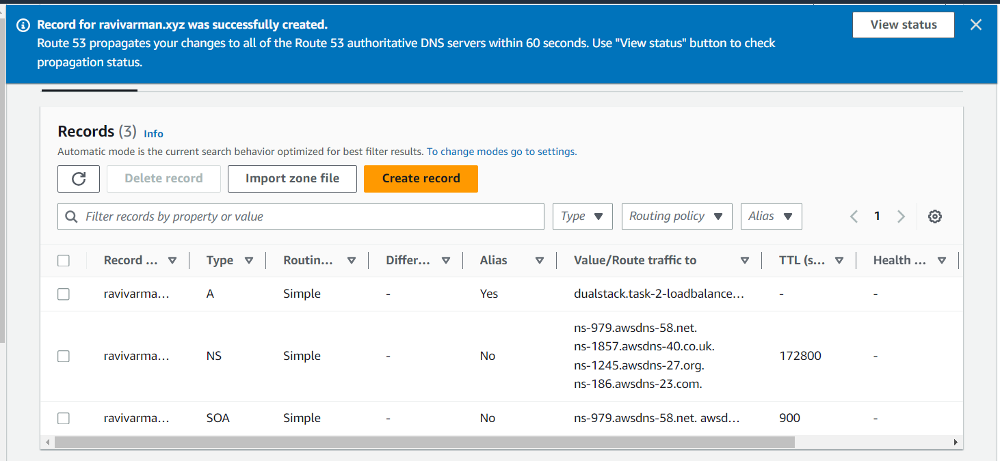 Record for ravivarman.xyz was successfully created.
View status
Route 53 propagates your changes to all of the Route 53 authoritative DNS servers within 60 seconds. Use "View status" button to check
propagation status.
Records (3) Info
Automatic mode is the current search behavior optimized for best filter results. To change modes go to settings.
Delete record Import zone file Create record
Filter records by property or value Type Routing policy Alias 1
Record ... Type Routin... Differ... Alias Value/Route traffic to TTL (s... Health ...
ravivarma... A Simple - Yes dualstack.task-2-loadbalance... - -
ns-979.awsdns-58.net.
ns-1857.awsdns-40.co.uk.
ravivarma... NS Simple - No 172800 -
ns-1245.awsdns-27.org.
ns-186.awsdns-23.com.
ravivarma... SOA Simple - No ns-979.awsdns-58.net. awsd... 900 -